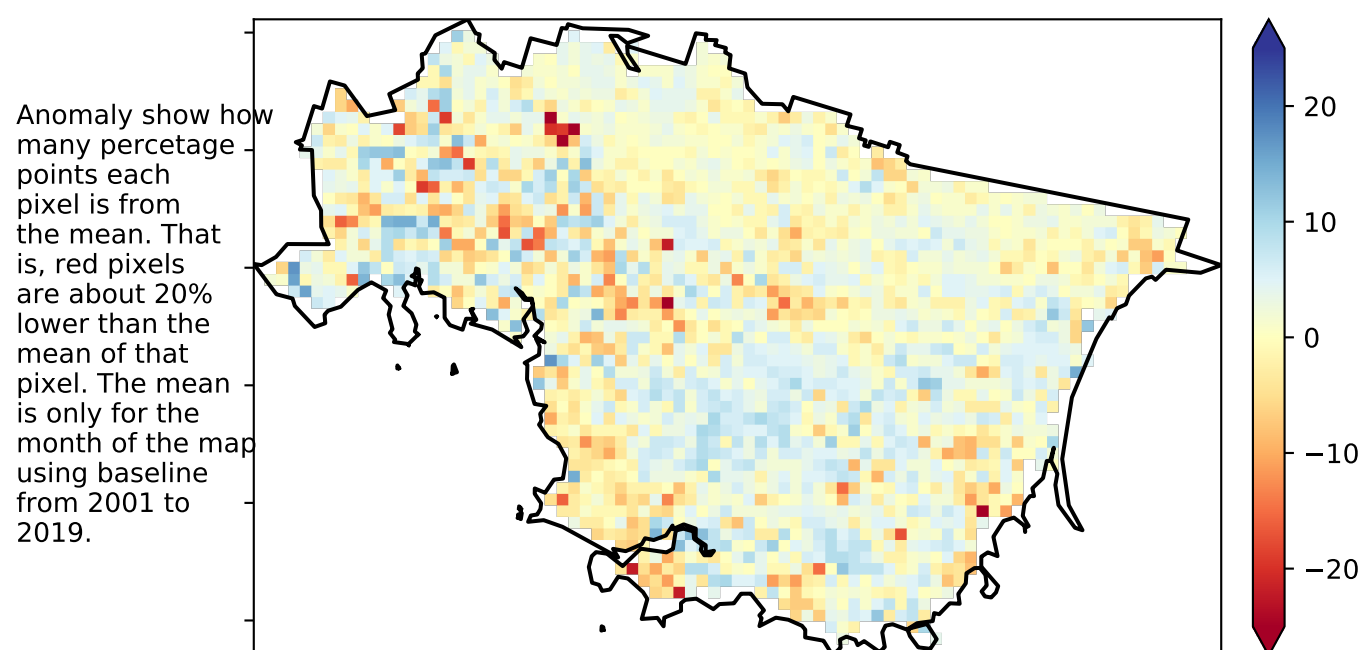 Anomaly show how
many percetage
points each
pixel is from
the mean. That
is, red pixels
are about 20%
lower than the
mean of that
pixel. The mean
is only for the
month of the map
using baseline
from 2001 to
2019.
20
10
0
−10
−20